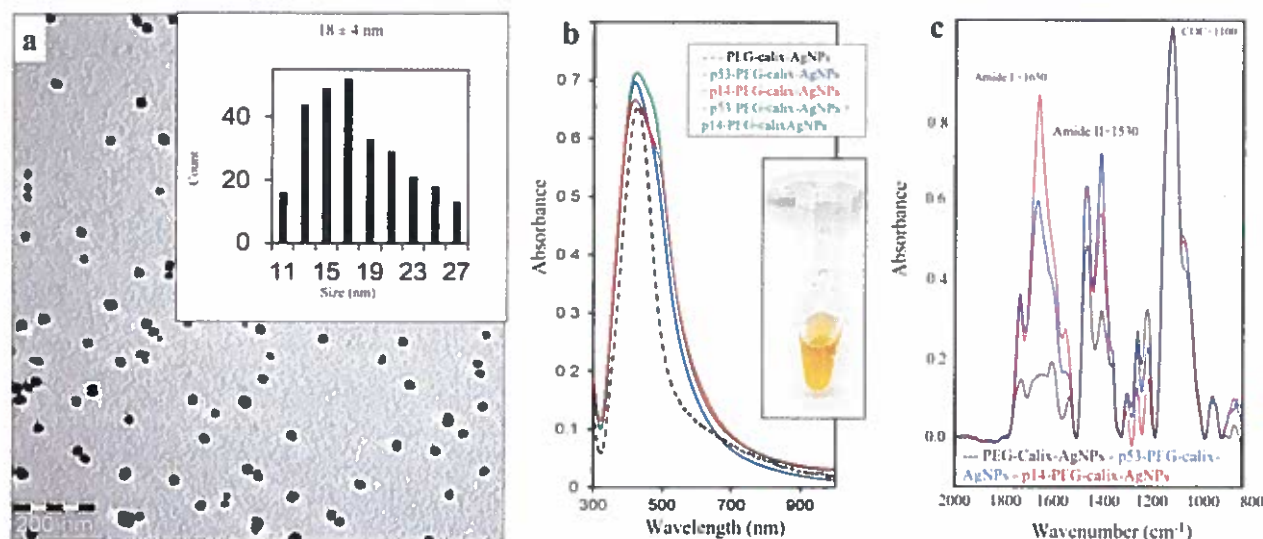 a
18 ± 4 nm
Count
40
20
0
11 15 19 23 27
Size (nm)
200 nm
b
PEG-calix-AgNPs
p53-PEG-calix-AgNPs
p14-PEG-calix-AgNPs
p53-PEG-calix-AgNPs +
p14-PEG-calixAgNPs
Absorbance
0.7
0.6
0 5
0 4
0 3
0 2
0.1
0
300 500 700 900
Wavelength (nm)
c
COC~1100
Amide I~1650
Amide II~1530
Absorbance
0.8
0.6
0.4
0.2
0.0
PEG-Calix-AgNPs - p53-PEG-calix-
AgNPs - p14-PEG-calix-AgNPs
2000 1800 1600 1400 1200 1000 800
Wavenumber (cm⁻¹)